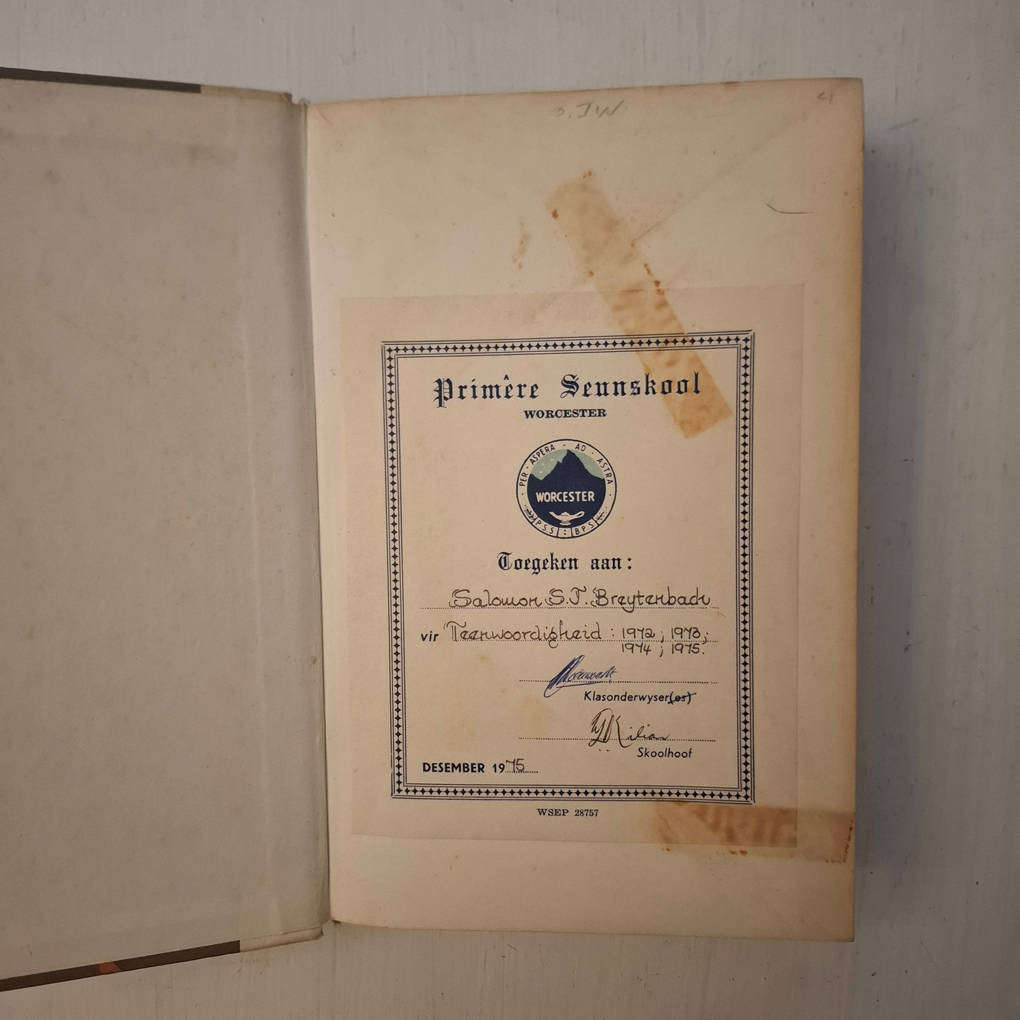 Primêre Seunskool
WORCESTER
PER · ASPERA · AD · ASTRA
WORCESTER
P.S.S. : B.P.S.
Toegeken aan:
Salomon S.J. Breytenbach
vir Teenwoordigheid : 1972 ; 1973 ;
1974 ; 1975.
Klasonderwyser(es)
Kilian
Skoolhoof
DESEMBER 1975
WSEP 28757